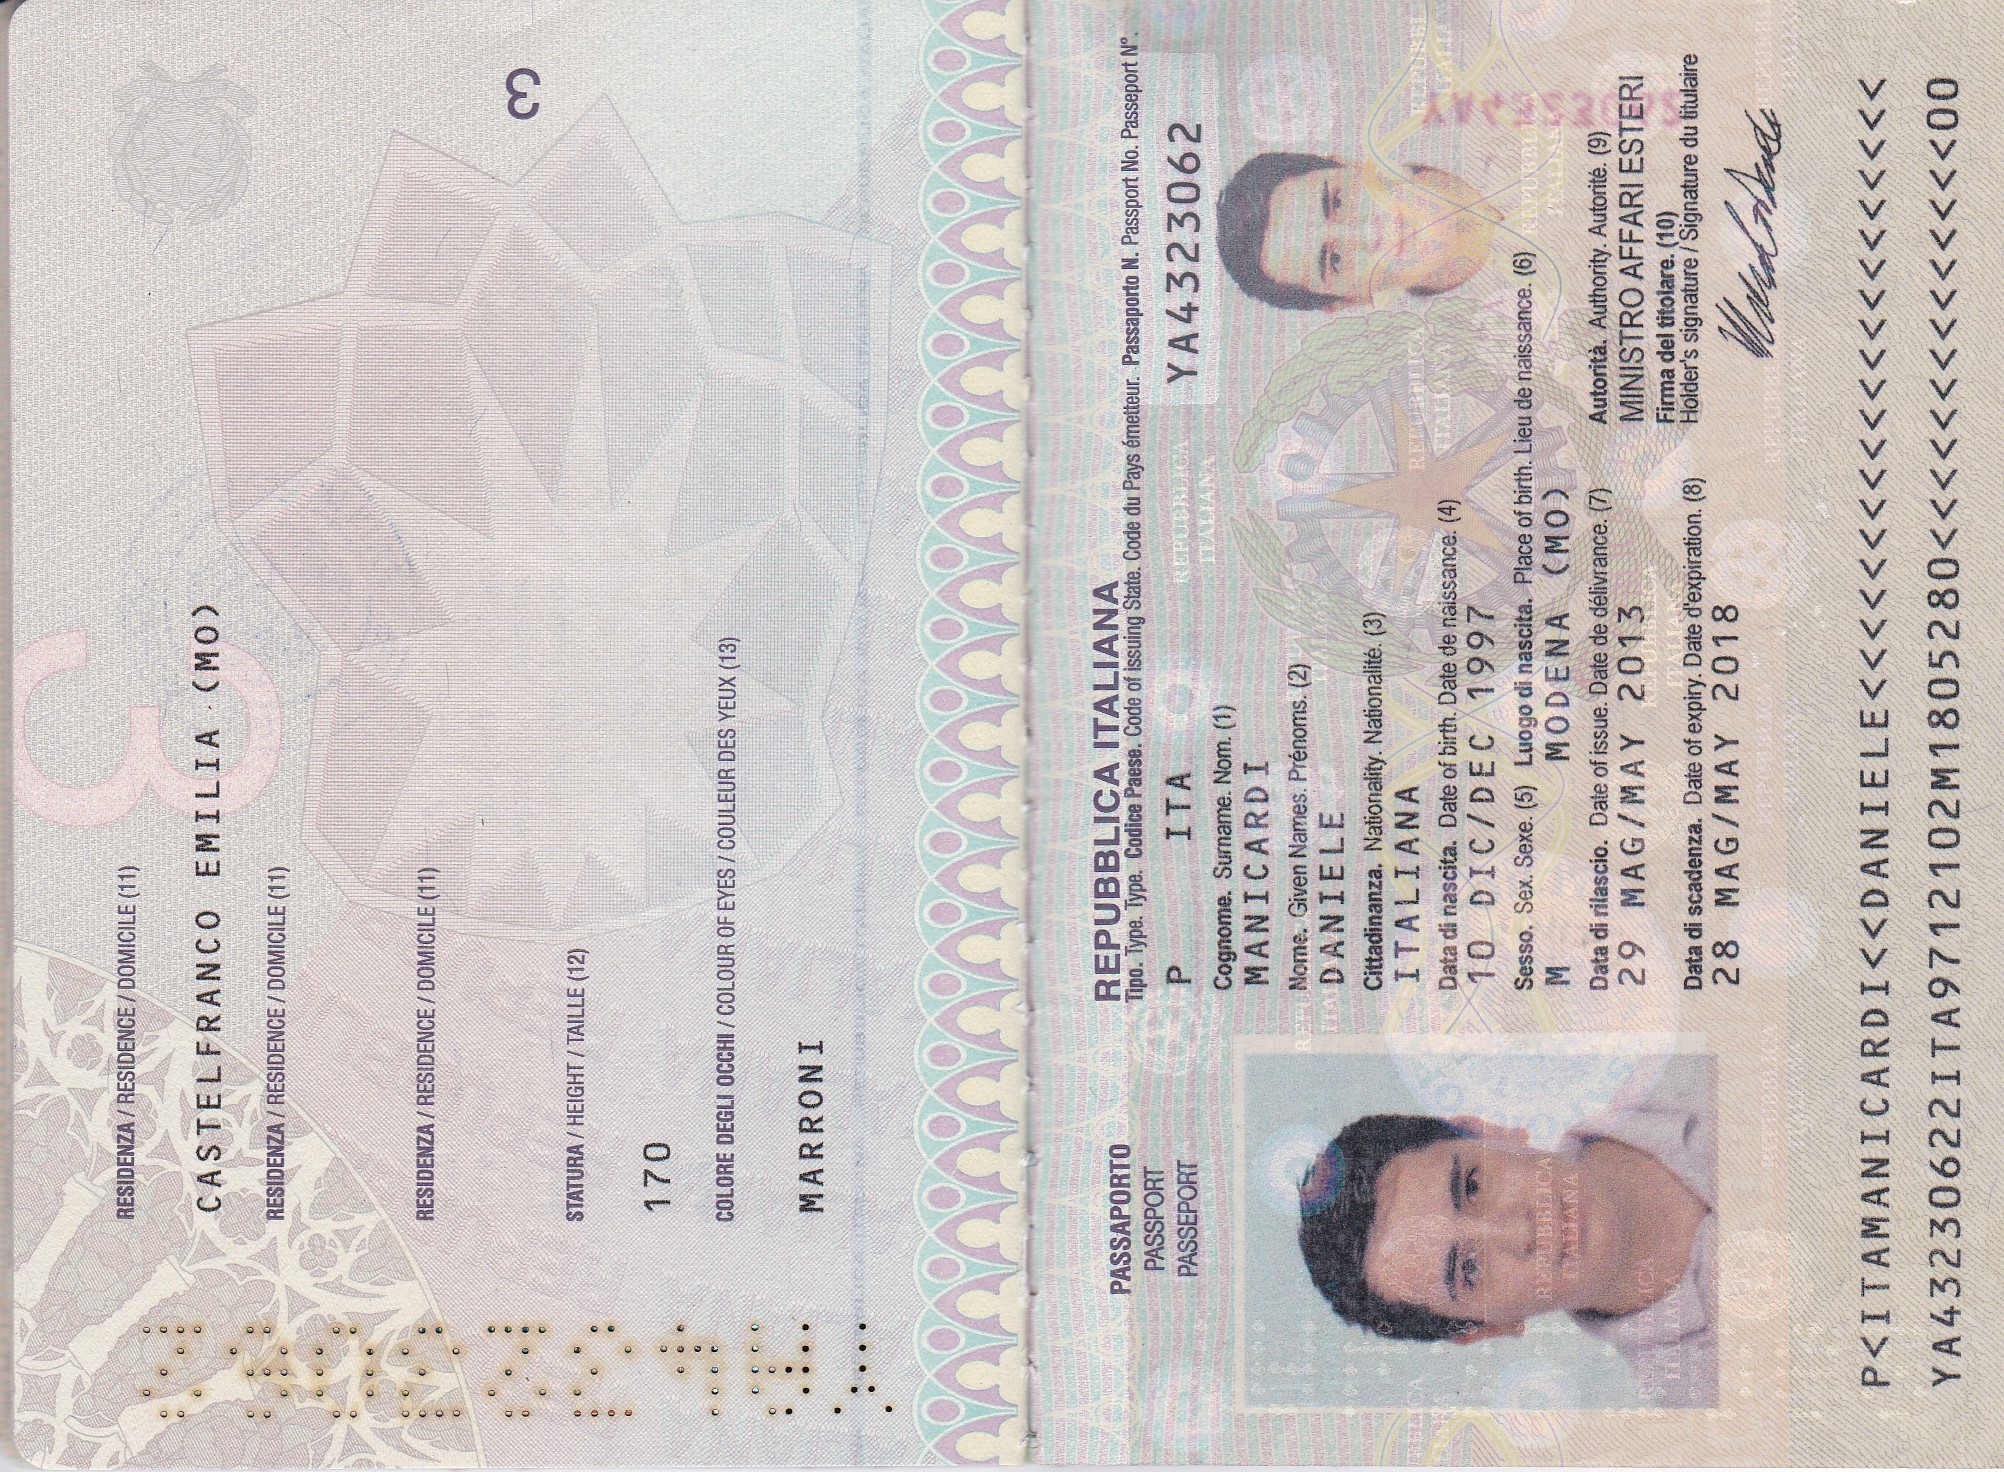 RESIDENZA / RESIDENCE / DOMICILE (11)
CASTELFRANCO EMILIA (MO)
RESIDENZA / RESIDENCE / DOMICILE (11)
RESIDENZA / RESIDENCE / DOMICILE (11)
3
STATURA / HEIGHT / TAILLE (12)
170
COLORE DEGLI OCCHI / COLOUR OF EYES / COULEUR DES YEUX (13)
MARRONI
YA4323062
REPUBBLICA ITALIANA
PASSAPORTO
PASSPORT
PASSEPORT
Tipo. Type. Type. Codice Paese. Code of issuing State. Code du Pays émetteur. Passaporto N. Passport No. Passeport N°.
P ITA YA4323062
Cognome. Surname. Nom. (1)
MANICARDI
Nome. Given Names. Prénoms. (2)
DANIELE
Cittadinanza. Nationality. Nationalité. (3)
ITALIANA
Data di nascita. Date of birth. Date de naissance. (4)
10 DIC/DEC 1997
Sesso. Sex. Sexe. (5) Luogo di nascita. Place of birth. Lieu de naissance. (6)
M MODENA (MO)
Data di rilascio. Date of issue. Date de délivrance. (7) Autorità. Authority. Autorité. (9)
29 MAG/MAY 2013 MINISTRO AFFARI ESTERI
Firma del titolare. (10)
Data di scadenza. Date of expiry. Date d'expiration. (8) Holder's signature / Signature du titulaire
28 MAG/MAY 2018
P<ITAMANICARDI<<DANIELE<<<<<<<<<<<<<<<<<<<<<
YA43230622ITA9712102M1805280<<<<<<<<<<<<<<00